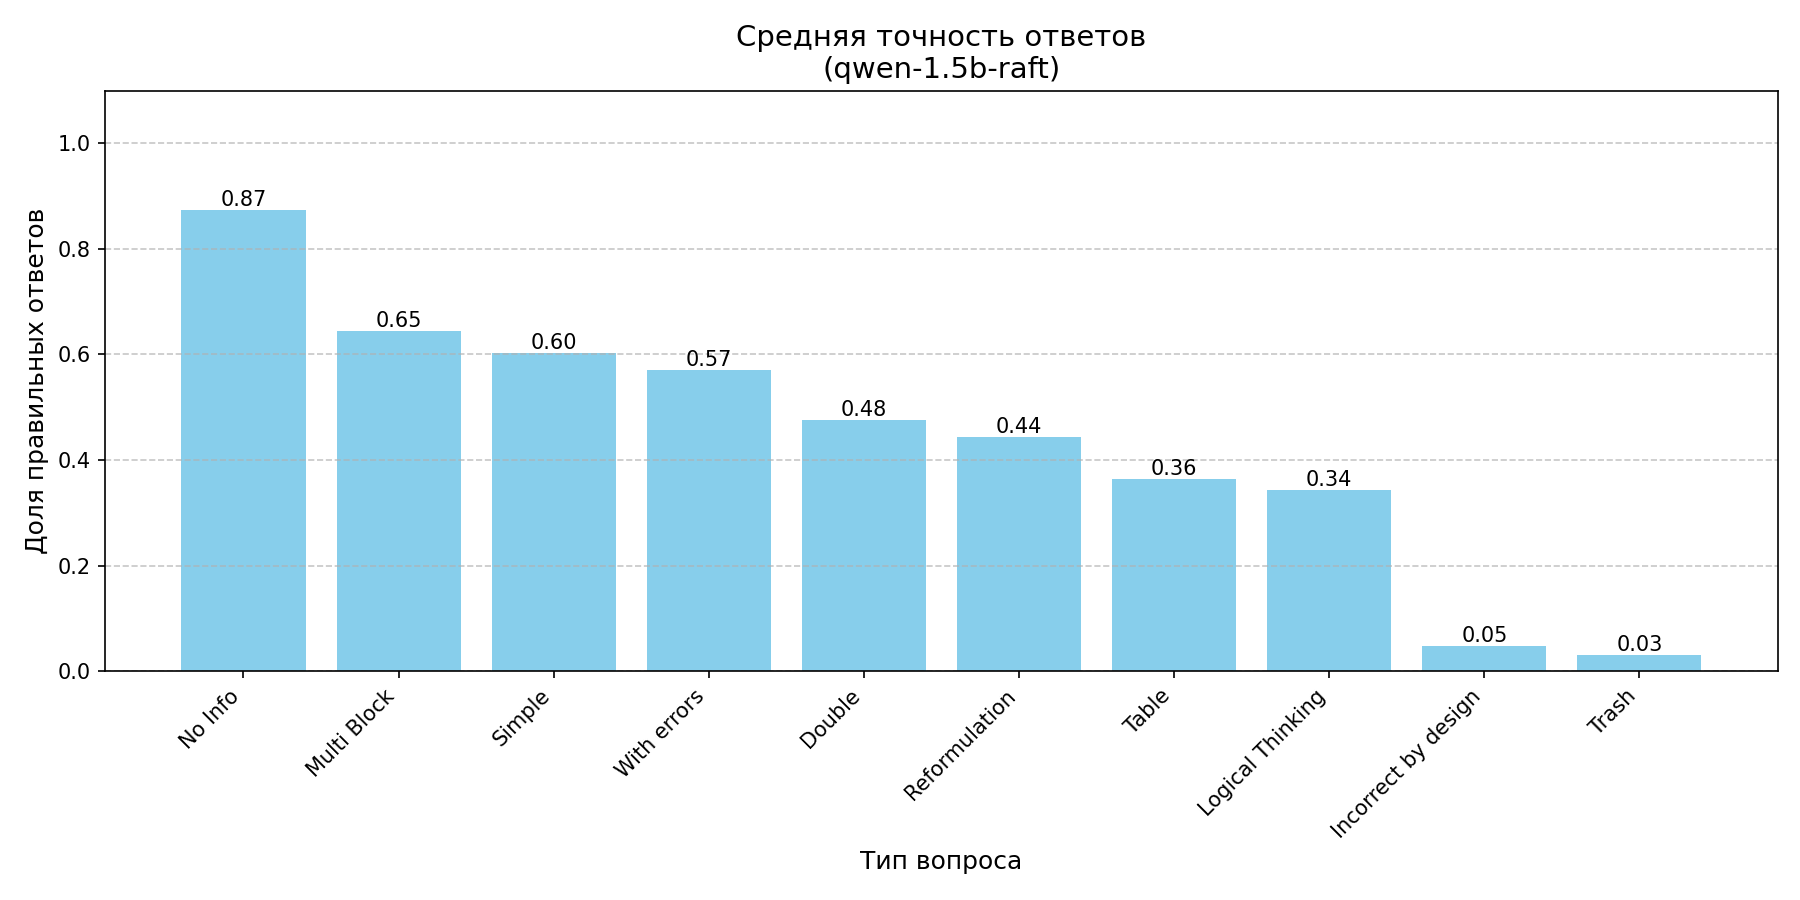 Средняя точность ответов
(qwen-1.5b-raft)
Доля правильных ответов
1.0
0.8
0.6
0.4
0.2
0.0
0.87
0.65
0.60
0.57
0.48
0.44
0.36
0.34
0.05
0.03
No Info
Multi Block
Simple
With errors
Double
Reformulation
Table
Logical Thinking
Incorrect by design
Trash
Тип вопроса